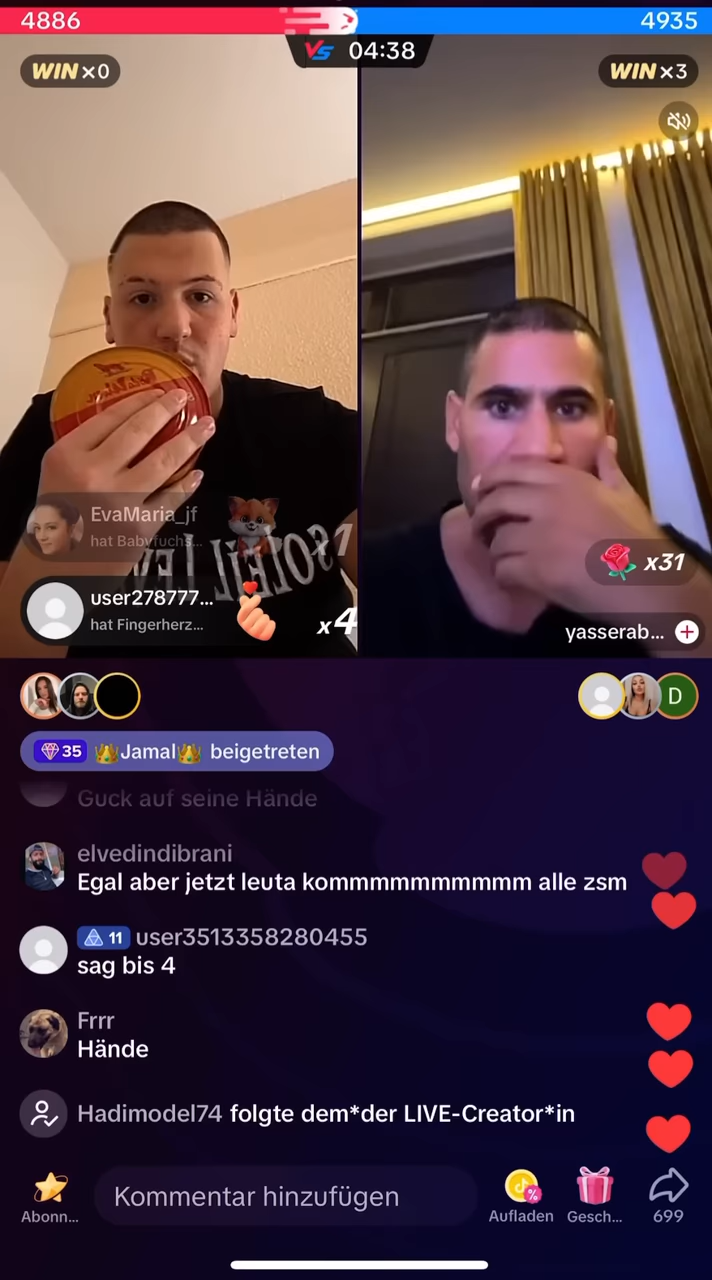 4886
4935
VS 04:38
WIN ×0
WIN ×3
EvaMaria_jf
hat Babyfuchs...
SOLEIL
user278777...
hat Fingerherz...
x4
x31
yasserab...
D
35 👑Jamal👑 beigetreten
Guck auf seine Hände
elvedindibrani
Egal aber jetzt leuta kommmmmmmmmm alle zsm
11 user3513358280455
sag bis 4
Frrr
Hände
Hadimodel74 folgte dem*der LIVE-Creator*in
Abonn...
Kommentar hinzufügen
Aufladen
Gesch...
699